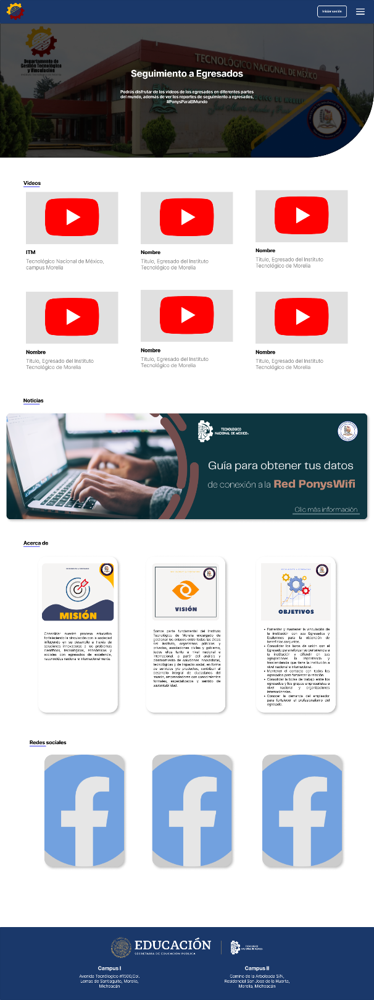 Iniciar sesión
Departamento de
Gestión Tecnológica
y Vinculación
TECNOLÓGICO NACIONAL DE MÉXICO
Seguimiento a Egresados
Podrás disfrutar de los videos de los egresados en diferentes partes
del mundo, además de ver los reportes de seguimiento a egresados,
#PonysParaElMundo
Videos
ITM
Tecnológico Nacional de México,
campus Morelia
Nombre
Titulo, Egresado del Instituto
Tecnológico de Morelia
Nombre
Titulo, Egresado del Instituto
Tecnológico de Morelia
Nombre
Titulo, Egresado del Instituto
Tecnológico de Morelia
Nombre
Titulo, Egresado del Instituto
Tecnológico de Morelia
Nombre
Titulo, Egresado del Instituto
Tecnológico de Morelia
Noticias
TECNOLÓGICO
NACIONAL DE MÉXICO
Guía para obtener tus datos
de conexión a la Red PonysWifi
Clic más información
Acerca de
SEGUIMIENTO A EGRESADOS
MISIÓN
Consolidar nuestro proceso educativo
fortaleciendo la vinculación con la sociedad
influyendo en su desarrollo a través de
soluciones innovadoras a los problemas
científicos, tecnológicos, económicos y
sociales con egresados de excelencia,
reconocidos nacional e internacionalmente.
VISIÓN
Somos parte fundamental del Instituto
Tecnológico de Morelia encargado de
gestionar los enlaces entre todas las áreas
del instituto, organismos públicos y
privados, asociaciones civiles y gobierno,
todos ellos tanto a nivel nacional e
internacional, a partir del análisis y
planteamiento de soluciones innovadoras,
tecnológicas y de impacto social, en forma
de servicios y/o productos, contribuir al
desarrollo integral de ciudadanos del
mundo, emprendedores con conocimientos
formales, especializados y sentido de
sustentabilidad.
SEGUIMIENTO A EGRESADOS
OBJETIVOS
• Fomentar y mantener la vinculación de
la institución con sus Egresados y
Exalumnos para la obtención de
beneficios conjuntos.
• Consolider los lazos de unión con el
Egresado para reforzar su pertenencia a
la institución y difundir en sus
agrupaciones la importancia y
trascendencia que tiene la institución a
nivel nacional e internacional.
• Mantener el contacto con todos los
egresados para fortalecer la relación.
• Consolidar la bolsa de trabajo entre los
egresados y los grupos empresariales a
nivel nacional y organizaciones
internacionales.
• Conocer la demanda del empleador
para fortalecer el profesionalismo del
egresado.
Redes sociales
EDUCACIÓN
SECRETARÍA DE EDUCACIÓN PÚBLICA
TECNOLÓGICO
NACIONAL DE MÉXICO
Campus I
Avenida Tecnólogico #1500,Col.
Lomas de Santiaguito, Morelia,
Michoacán
Campus II
Camino de la Arboleada S/N,
Residencial San Jose de la Huerta,
Morelia, Michoacán